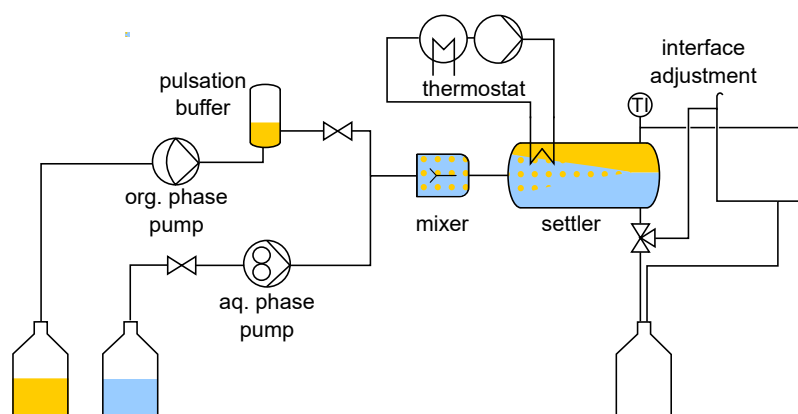 interface
adjustment
pulsation
buffer
thermostat
TI
org. phase
pump
mixer
settler
aq. phase
pump